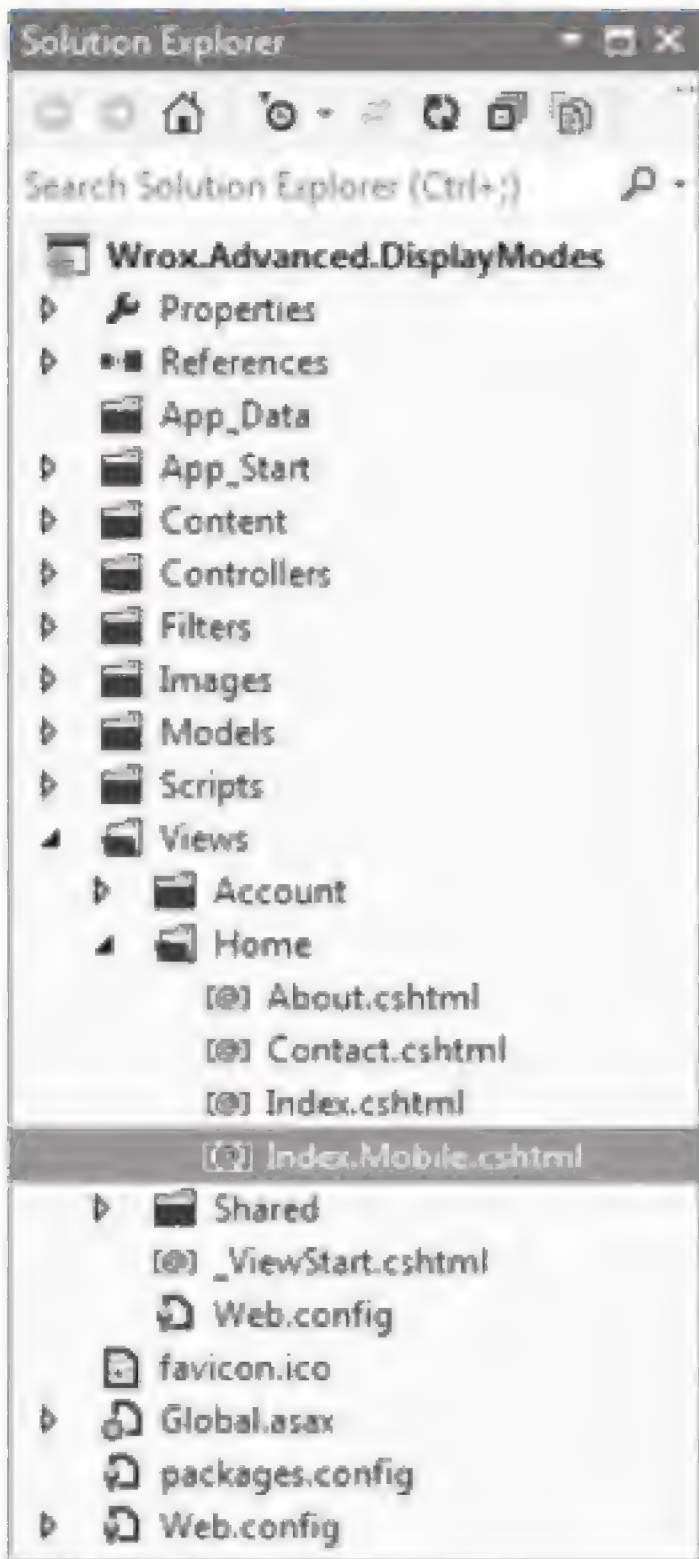 Solution Explorer
Search Solution Explorer (Ctrl+;)
Wrox.Advanced.DisplayModes
Properties
References
App_Data
App_Start
Content
Controllers
Filters
Images
Models
Scripts
Views
Account
Home
[@] About.cshtml
[@] Contact.cshtml
[@] Index.cshtml
[@] Index.Mobile.cshtml
Shared
[@] _ViewStart.cshtml
Web.config
favicon.ico
Global.asax
packages.config
Web.config